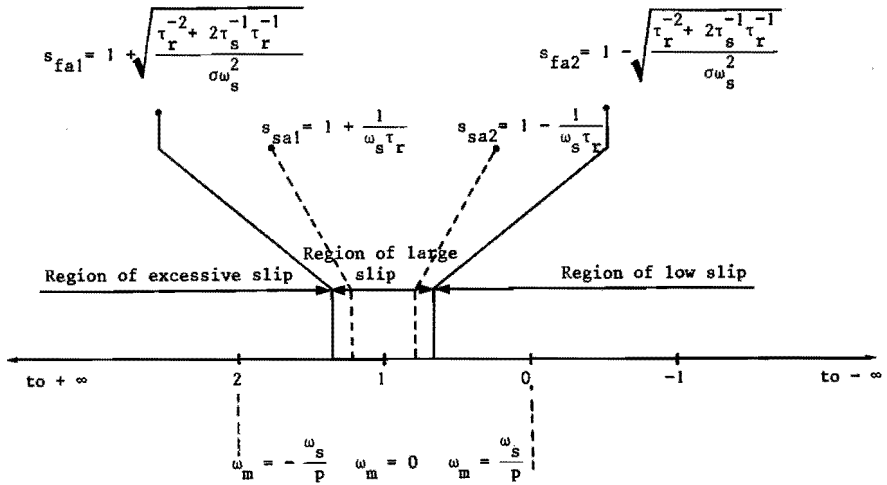 s_fa1 = 1 + √((τ_r^-2 + 2τ_s^-1 τ_r^-1)/(σω_s^2))
s_fa2 = 1 - √((τ_r^-2 + 2τ_s^-1 τ_r^-1)/(σω_s^2))
s_sa1 = 1 + 1/(ω_s τ_r)
s_sa2 = 1 - 1/(ω_s τ_r)
Region of excessive slip
Region of large
slip
Region of low slip
to + ∞
2
1
0
-1
to - ∞
ω_m = - ω_s/p
ω_m = 0
ω_m = ω_s/p